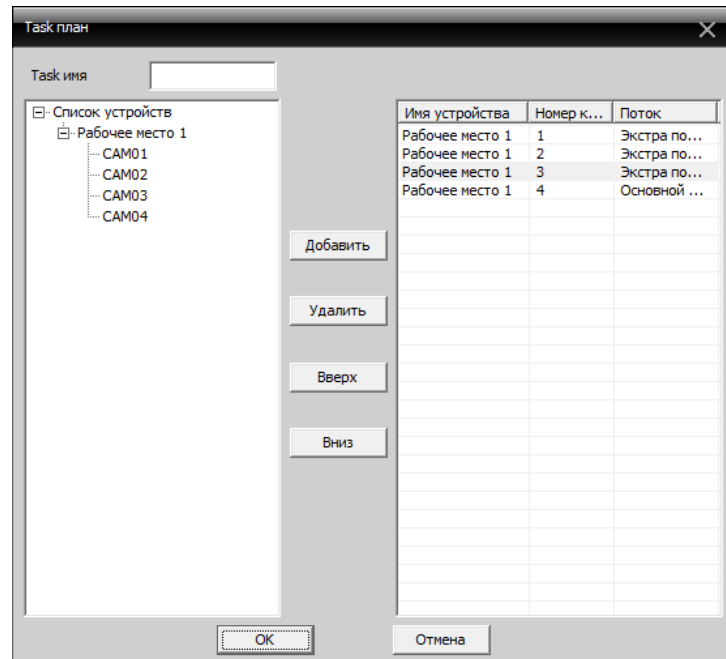 Task план
Task имя
Список устройств
Рабочее место 1
CAM01
CAM02
CAM03
CAM04
Добавить
Удалить
Вверх
Вниз
Имя устройства Номер к... Поток
Рабочее место 1 1 Экстра по...
Рабочее место 1 2 Экстра по...
Рабочее место 1 3 Экстра по...
Рабочее место 1 4 Основной ...
OK Отмена